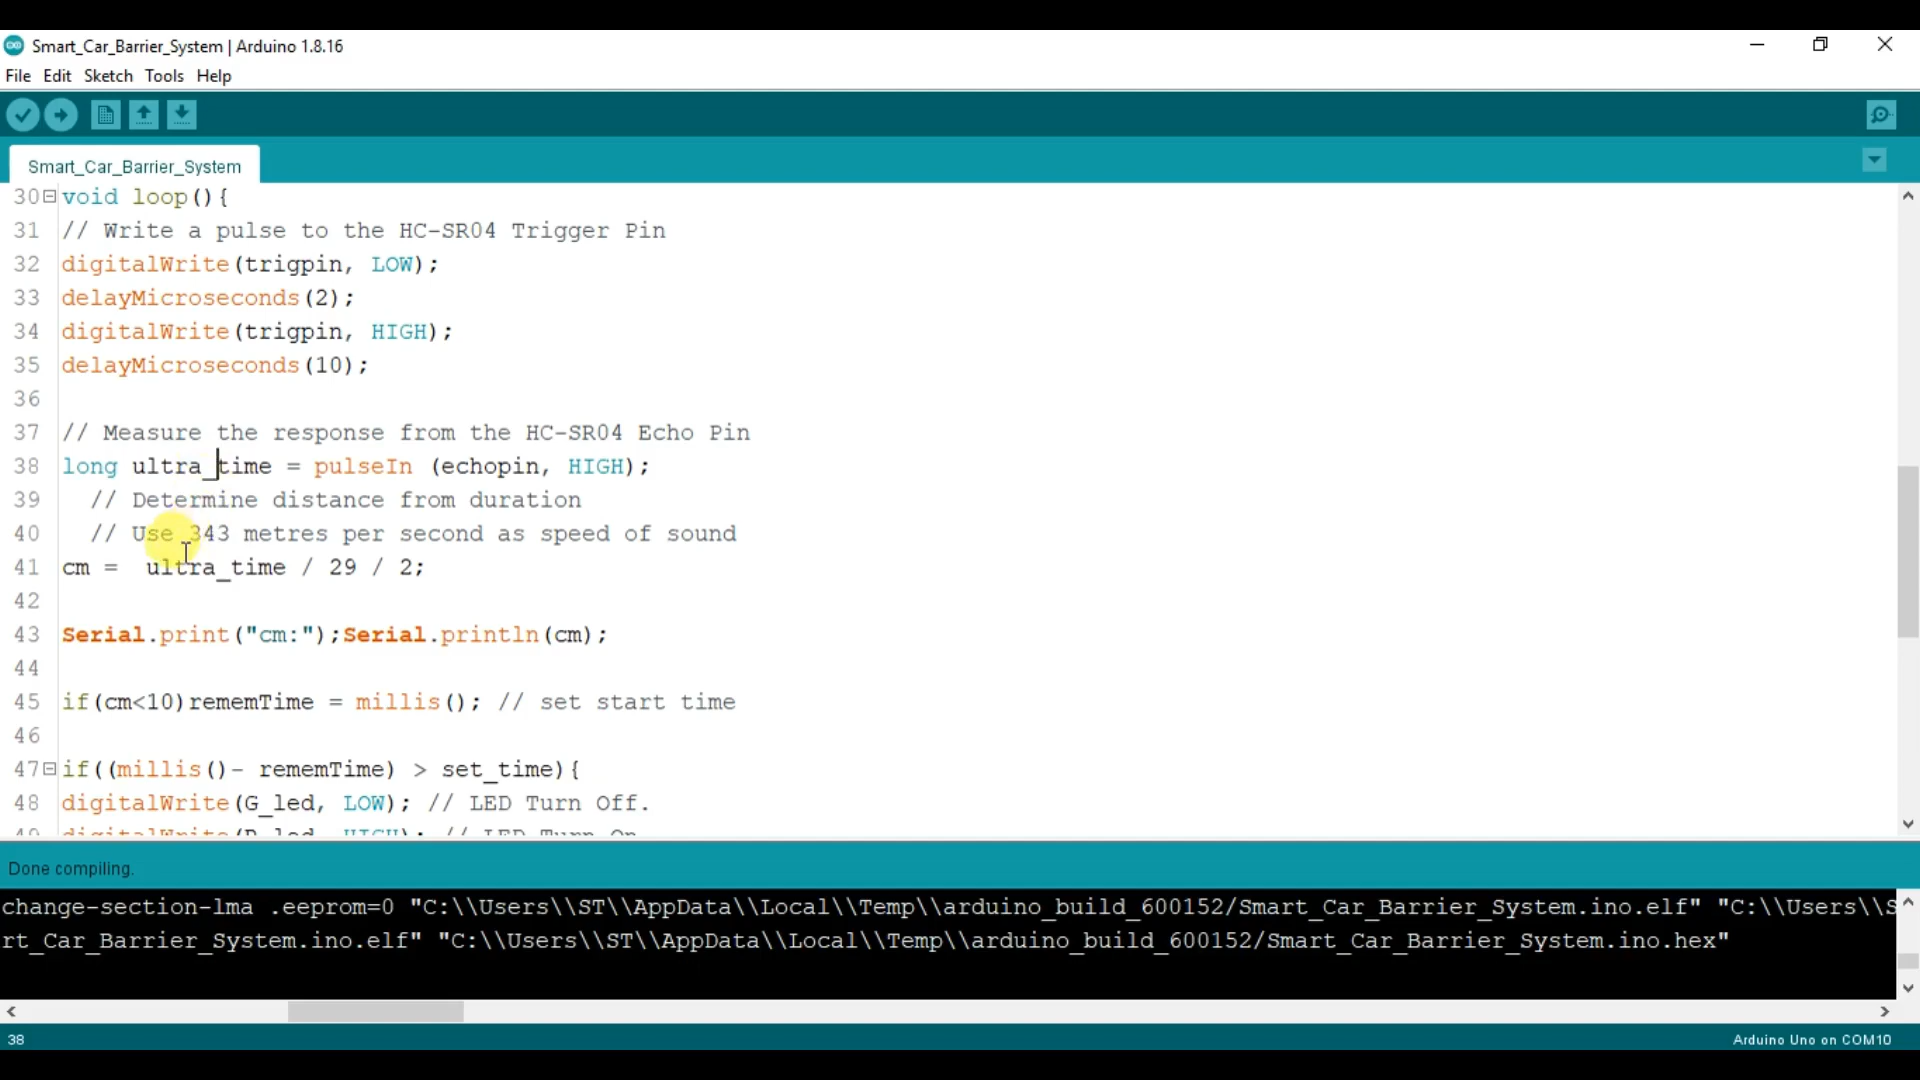 Smart_Car_Barrier_System | Arduino 1.8.16
File Edit Sketch Tools Help
Smart_Car_Barrier_System
30 void loop(){
31 // Write a pulse to the HC-SR04 Trigger Pin
32 digitalWrite(trigpin, LOW);
33 delayMicroseconds(2);
34 digitalWrite(trigpin, HIGH);
35 delayMicroseconds(10);
36
37 // Measure the response from the HC-SR04 Echo Pin
38 long ultra_time = pulseIn (echopin, HIGH);
39 // Determine distance from duration
40 // Use 343 metres per second as speed of sound
41 cm =  ultra_time / 29 / 2;
42
43 Serial.print("cm:");Serial.println(cm);
44
45 if(cm<10)rememTime = millis(); // set start time
46
47 if((millis()- rememTime) > set_time){
48 digitalWrite(G_led, LOW); // LED Turn Off.
49 digitalWrite(R_led, HIGH); // LED Turn On
Done compiling.
change-section-lma .eeprom=0 "C:\\Users\\ST\\AppData\\Local\\Temp\\arduino_build_600152/Smart_Car_Barrier_System.ino.elf" "C:\\Users\\S
rt_Car_Barrier_System.ino.elf" "C:\\Users\\ST\\AppData\\Local\\Temp\\arduino_build_600152/Smart_Car_Barrier_System.ino.hex"
38
Arduino Uno on COM10